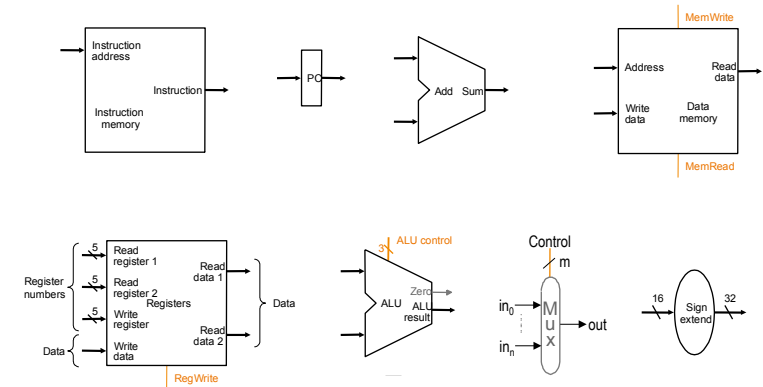 Instruction
address
Instruction
Instruction
memory
PC
Add Sum
MemWrite
Address
Read
data
Write
data
Data
memory
MemRead
Register
numbers
Data
5
5
5
Read
register 1
Read
register 2
Registers
Write
register
Write
data
Read
data 1
Read
data 2
Data
RegWrite
3
ALU control
Zero
ALU
ALU
result
Control
m
in0
inn
Mux
out
16
Sign
extend
32